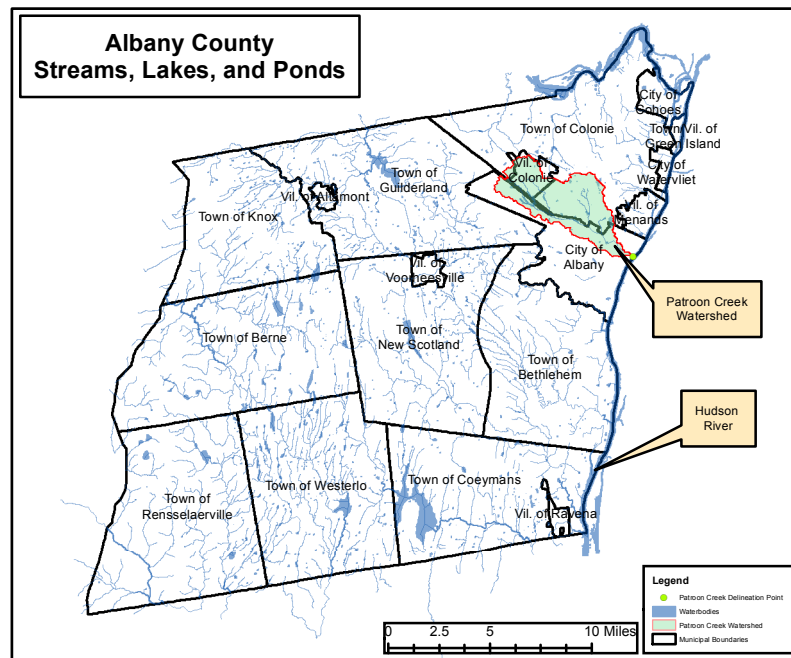 Albany County
Streams, Lakes, and Ponds
City of
Cohoes
Town of Colonie
Town/Vil. of
Green Island
City of
Watervliet
Vil. of
Colonie
Town of
Guilderland
Vil. of Altamont
Town of Knox
Vil. of
Menands
City of
Albany
Vil. of
Voorheesville
Patroon Creek
Watershed
Town of Berne
Town of
New Scotland
Town of
Bethlehem
Hudson
River
Town of Coeymans
Town of Westerlo
Town of
Rensselaerville
Vil. of Ravena
Legend
Patroon Creek Delineation Point
Waterbodies
Patroon Creek Watershed
Municipal Boundaries
0 2.5 5 10 Miles